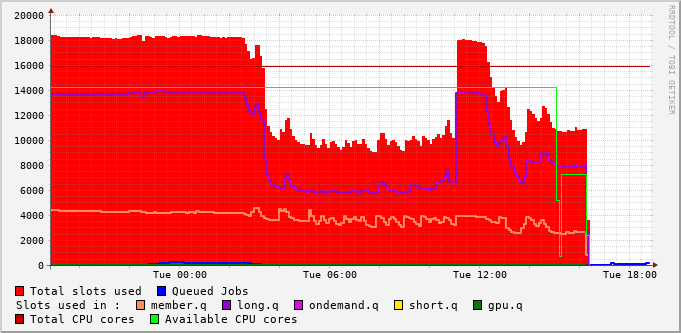 20000
18000
16000
14000
12000
10000
8000
6000
4000
2000
0
Tue 00:00 Tue 06:00 Tue 12:00 Tue 18:00
RRDTOOL / TOBI OETIKER
Total slots used Queued Jobs
Slots used in : member.q long.q ondemand.q short.q gpu.q
Total CPU cores Available CPU cores